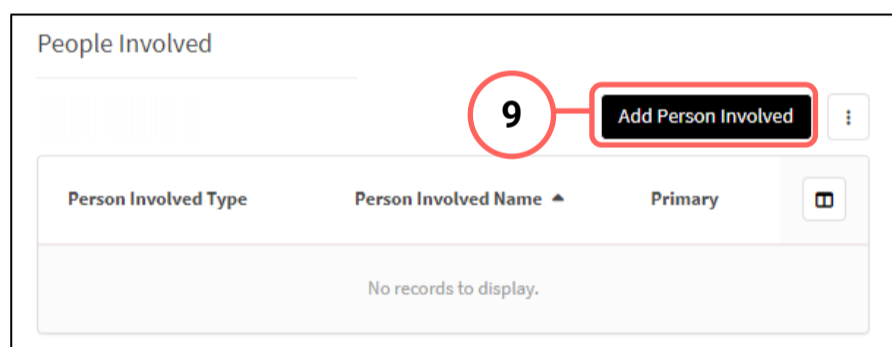 People Involved
9
Add Person Involved
Person Involved Type Person Involved Name Primary
No records to display.